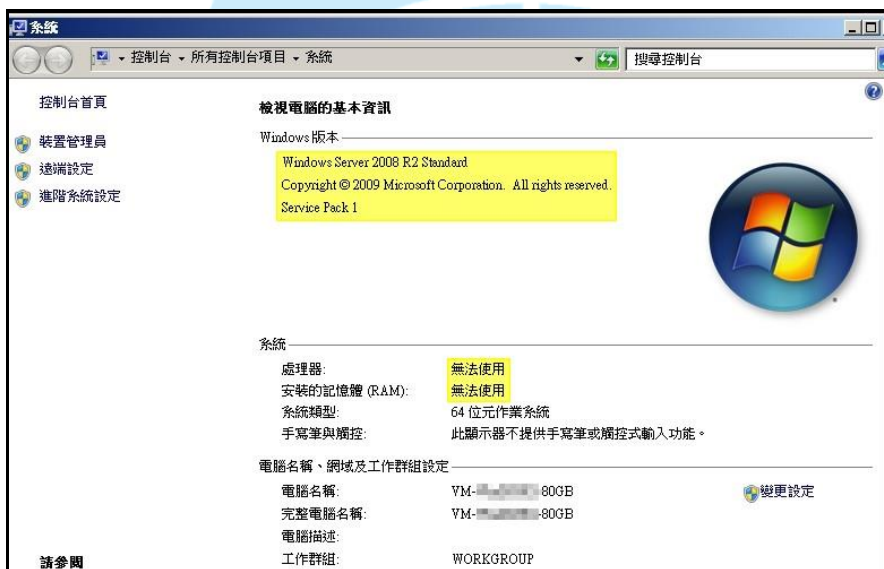 系統
控制台 ▸ 所有控制台項目 ▸ 系統
搜尋控制台
控制台首頁
裝置管理員
遠端設定
進階系統設定
檢視電腦的基本資訊
Windows 版本
Windows Server 2008 R2 Standard
Copyright © 2009 Microsoft Corporation. All rights reserved.
Service Pack 1
系統
處理器: 無法使用
安裝的記憶體 (RAM): 無法使用
系統類型: 64 位元作業系統
手寫筆與觸控: 此顯示器不提供手寫筆或觸控式輸入功能。
電腦名稱、網域及工作群組設定
電腦名稱: VM- -80GB
變更設定
完整電腦名稱: VM- -80GB
電腦描述:
工作群組: WORKGROUP
請參閱